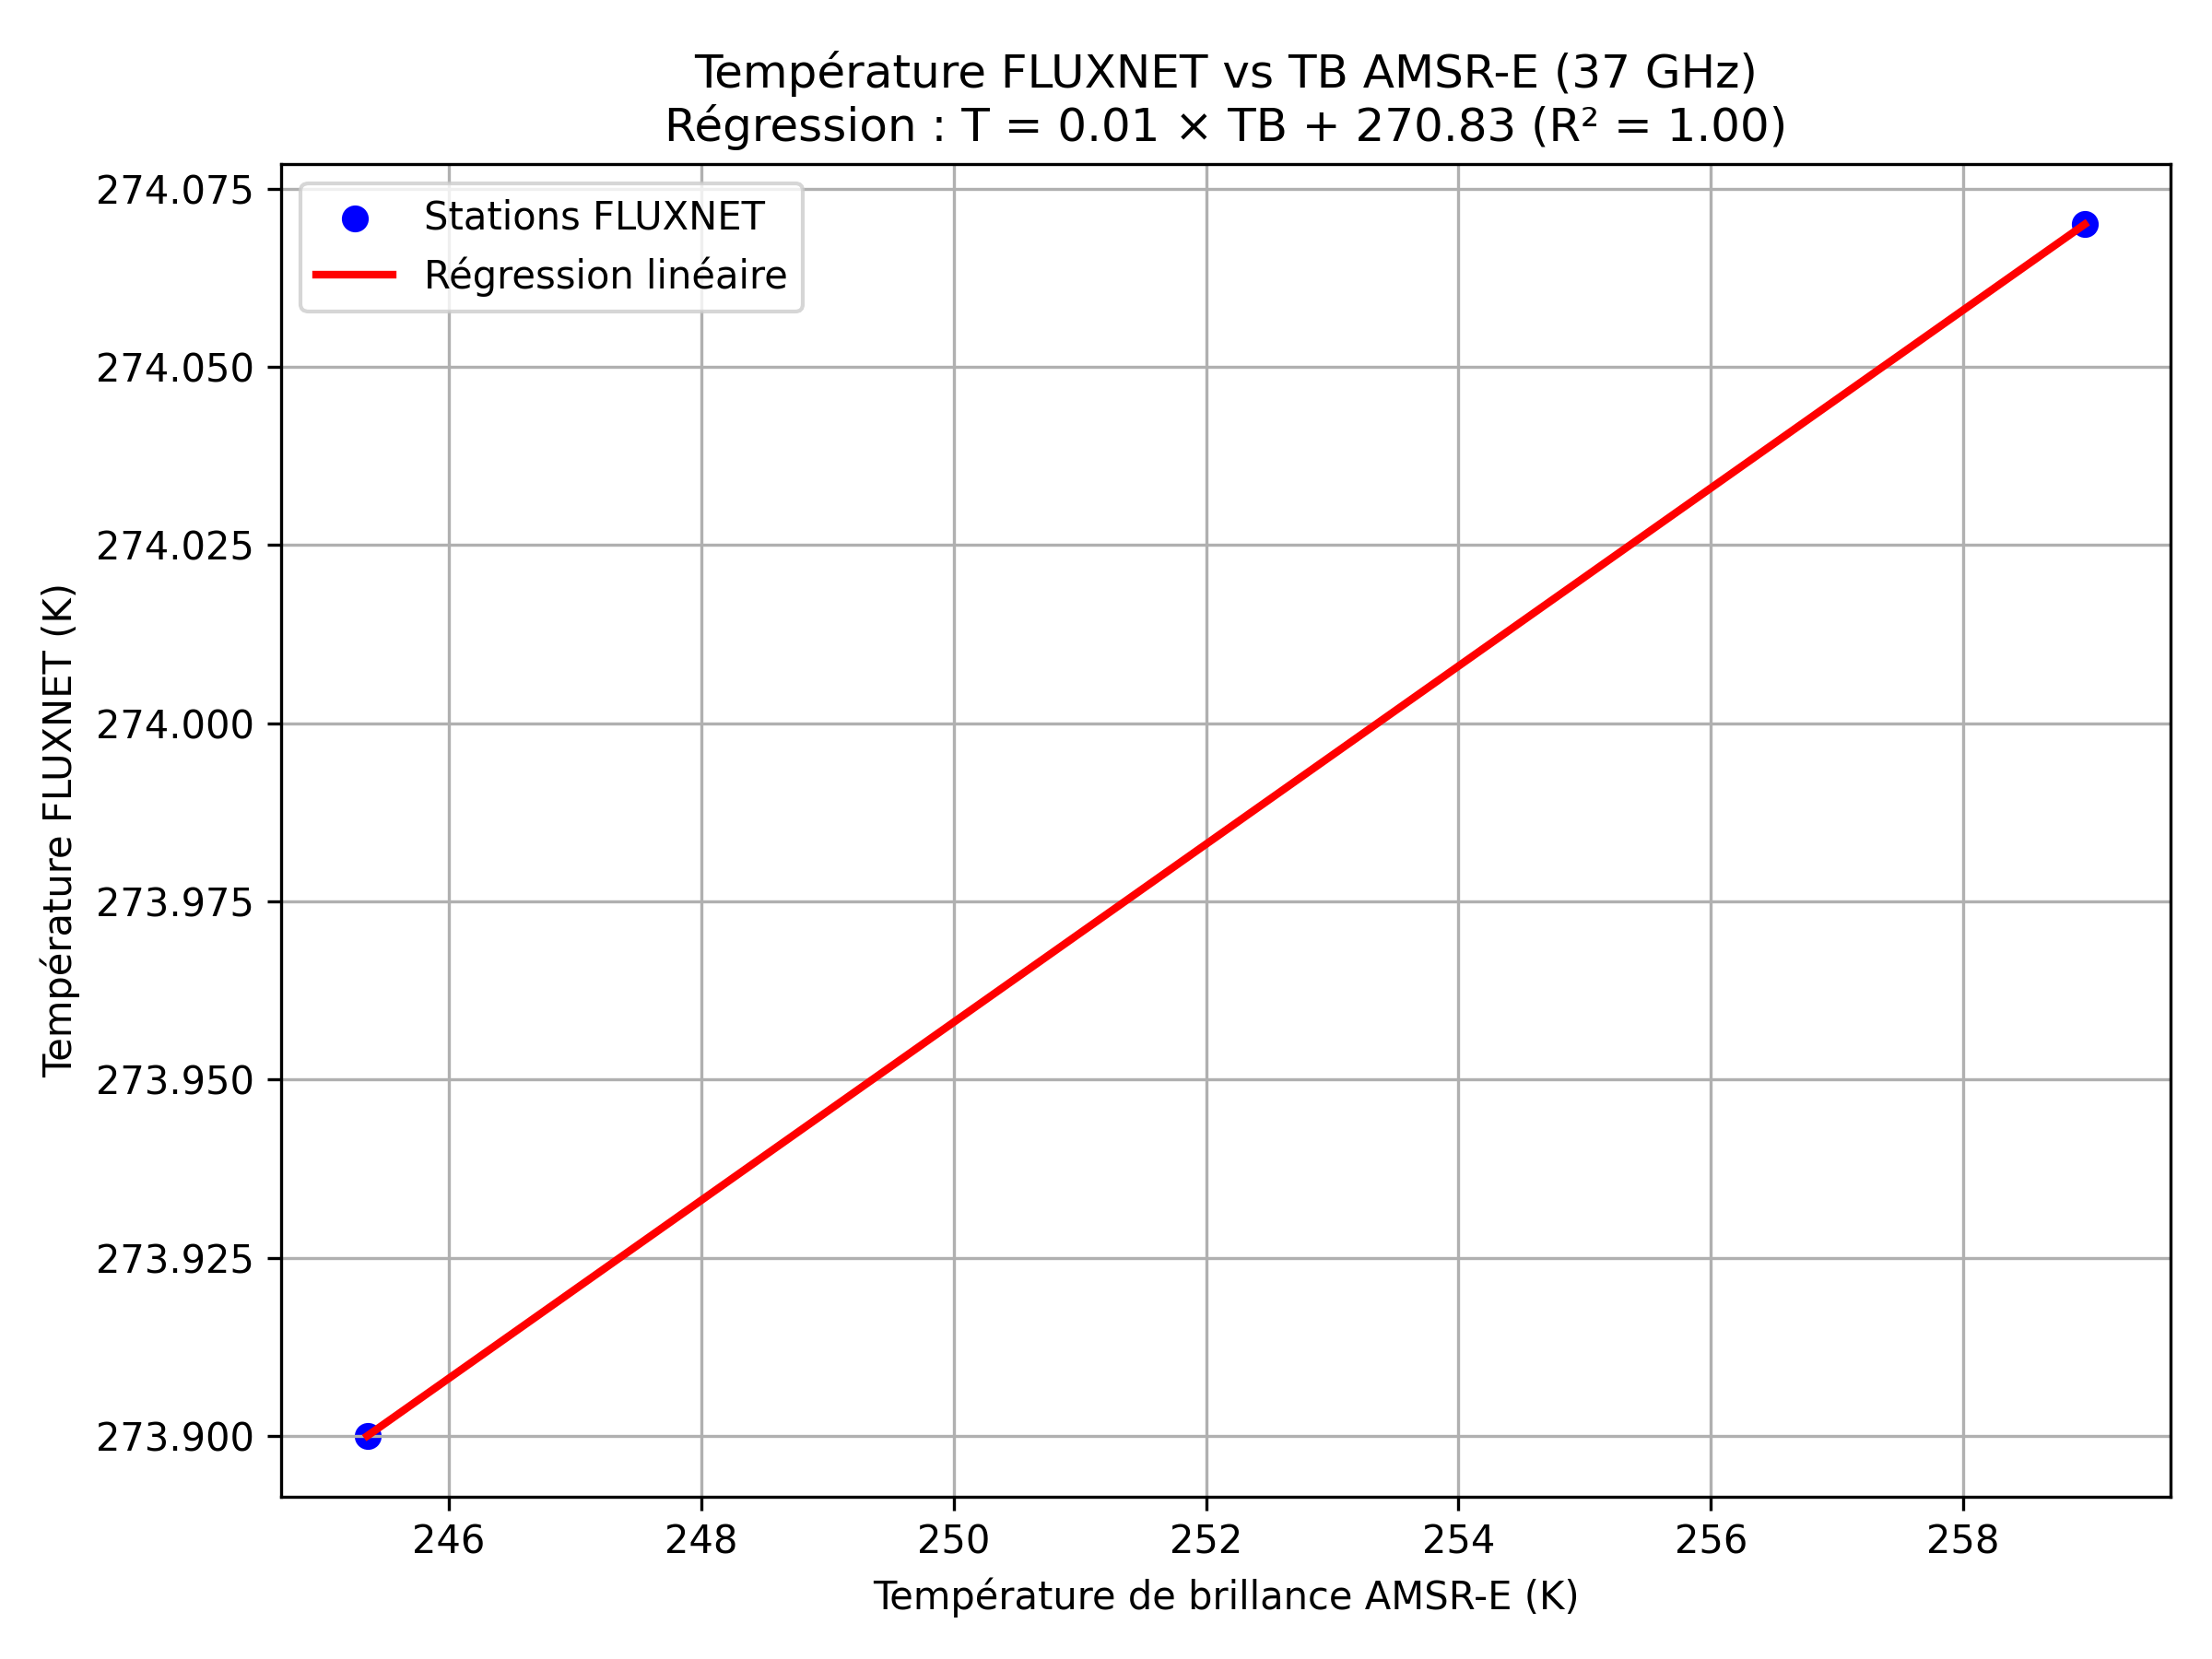 Température FLUXNET vs TB AMSR-E (37 GHz)
Régression : T = 0.01 × TB + 270.83 (R² = 1.00)
Stations FLUXNET
Régression linéaire
274.075
274.050
274.025
274.000
273.975
273.950
273.925
273.900
Température FLUXNET (K)
246 248 250 252 254 256 258
Température de brillance AMSR-E (K)